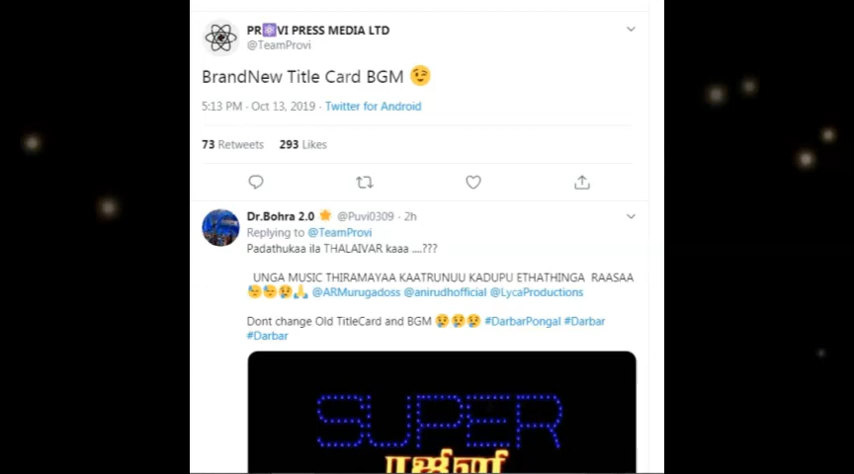 PR⚛VI PRESS MEDIA LTD
@TeamProvi
BrandNew Title Card BGM 😉
5:13 PM · Oct 13, 2019 · Twitter for Android
73 Retweets 293 Likes
Dr.Bohra 2.0 🌟 @Puvi0309 · 2h
Replying to @TeamProvi
Padathukaa ila THALAIVAR kaaa ....???
UNGA MUSIC THIRAMAYAA KAATRUNUU KADUPU ETHATHINGA RAASAA
😓😓😢🙏 @ARMurugadoss @anirudhofficial @LycaProductions
Dont change Old TitleCard and BGM 😢😢😢 #DarbarPongal #Darbar
#Darbar
SUPER
ரஜினி